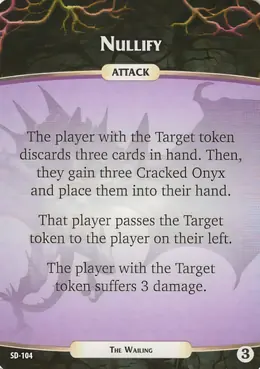 Nullify
ATTACK
The player with the Target token
discards three cards in hand. Then,
they gain three Cracked Onyx
and place them into their hand.
That player passes the Target
token to the player on their left.
The player with the Target
token suffers 3 damage.
The Wailing
SD-104
3